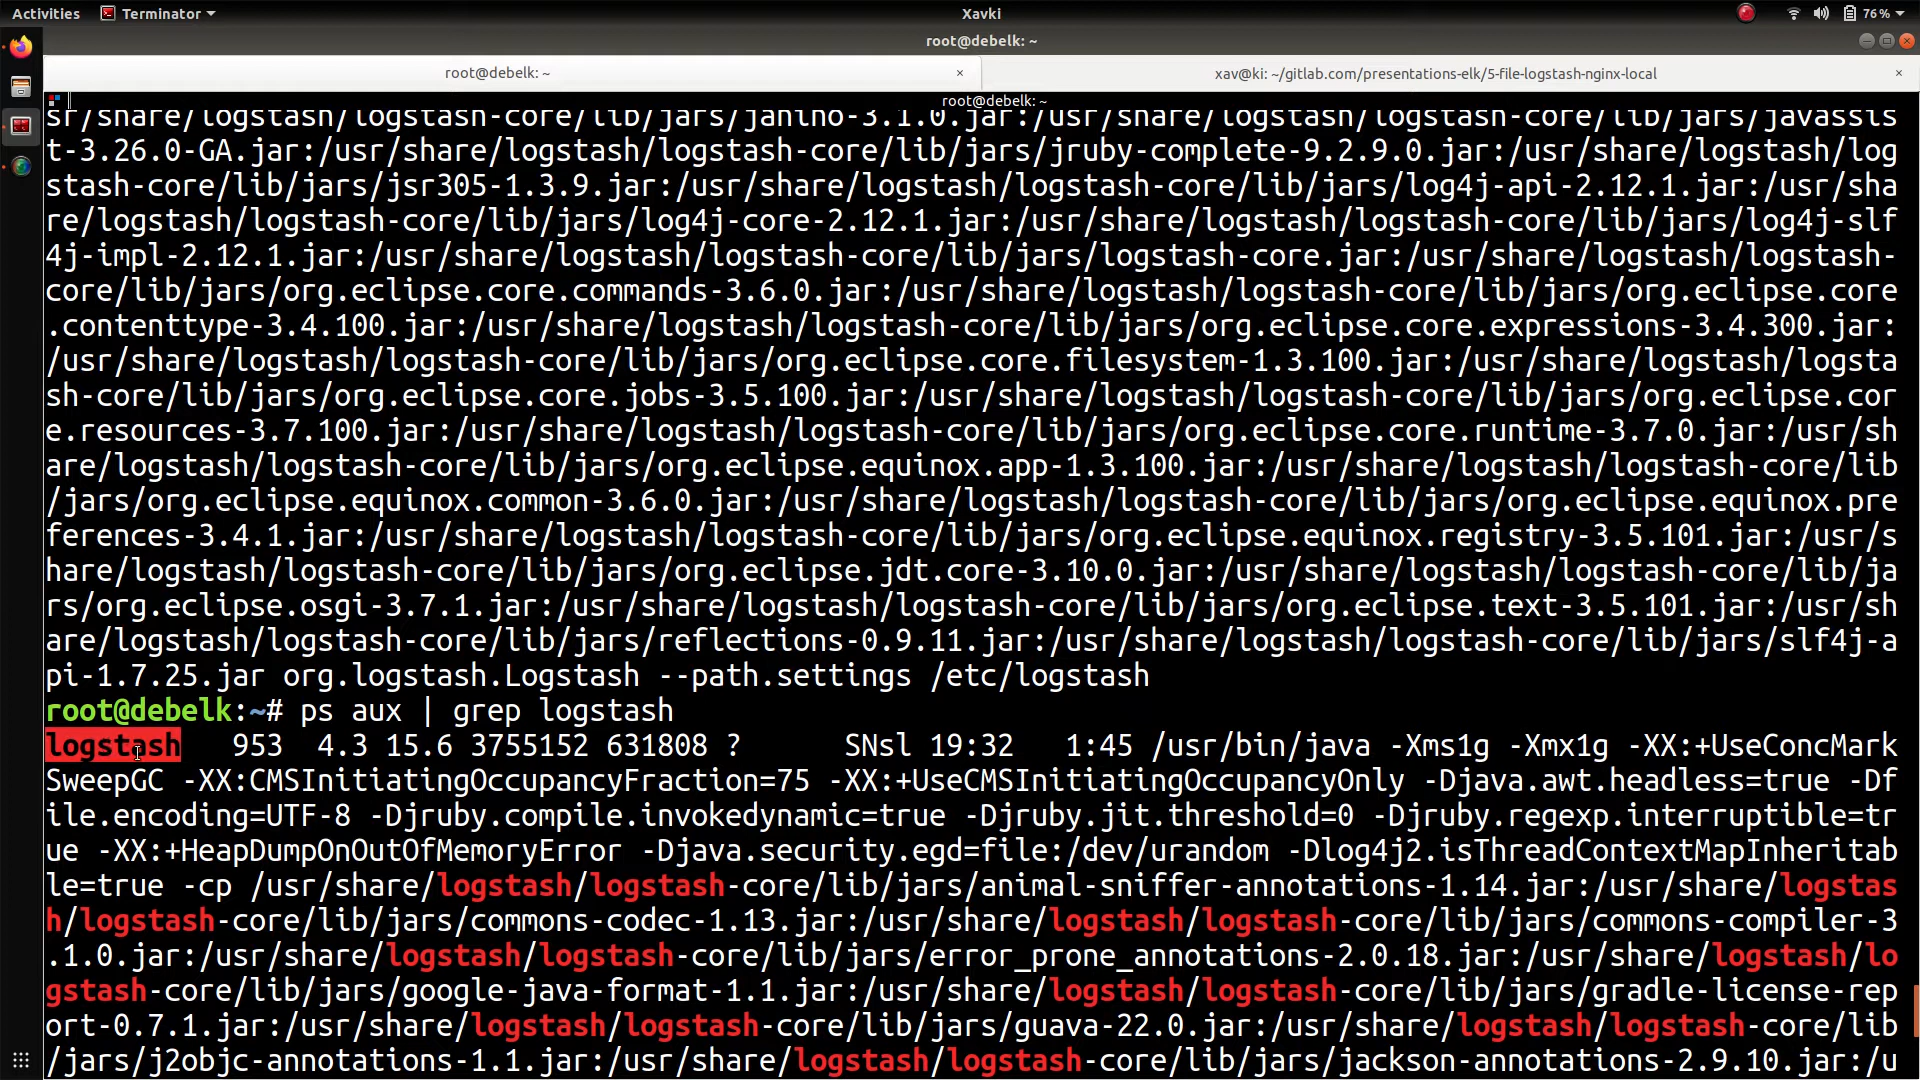 Activities Terminator Xavki 76%
root@debelk: ~
root@debelk: ~ × xav@ki: ~/gitlab.com/presentations-elk/5-file-logstash-nginx-local ×
root@debelk: ~
sr/share/logstash/logstash-core/lib/jars/janino-3.1.0.jar:/usr/share/logstash/logstash-core/lib/jars/javassis
t-3.26.0-GA.jar:/usr/share/logstash/logstash-core/lib/jars/jruby-complete-9.2.9.0.jar:/usr/share/logstash/log
stash-core/lib/jars/jsr305-1.3.9.jar:/usr/share/logstash/logstash-core/lib/jars/log4j-api-2.12.1.jar:/usr/sha
re/logstash/logstash-core/lib/jars/log4j-core-2.12.1.jar:/usr/share/logstash/logstash-core/lib/jars/log4j-slf
4j-impl-2.12.1.jar:/usr/share/logstash/logstash-core/lib/jars/logstash-core.jar:/usr/share/logstash/logstash-
core/lib/jars/org.eclipse.core.commands-3.6.0.jar:/usr/share/logstash/logstash-core/lib/jars/org.eclipse.core
.contenttype-3.4.100.jar:/usr/share/logstash/logstash-core/lib/jars/org.eclipse.core.expressions-3.4.300.jar:
/usr/share/logstash/logstash-core/lib/jars/org.eclipse.core.filesystem-1.3.100.jar:/usr/share/logstash/logsta
sh-core/lib/jars/org.eclipse.core.jobs-3.5.100.jar:/usr/share/logstash/logstash-core/lib/jars/org.eclipse.cor
e.resources-3.7.100.jar:/usr/share/logstash/logstash-core/lib/jars/org.eclipse.core.runtime-3.7.0.jar:/usr/sh
are/logstash/logstash-core/lib/jars/org.eclipse.equinox.app-1.3.100.jar:/usr/share/logstash/logstash-core/lib
/jars/org.eclipse.equinox.common-3.6.0.jar:/usr/share/logstash/logstash-core/lib/jars/org.eclipse.equinox.pre
ferences-3.4.1.jar:/usr/share/logstash/logstash-core/lib/jars/org.eclipse.equinox.registry-3.5.101.jar:/usr/s
hare/logstash/logstash-core/lib/jars/org.eclipse.jdt.core-3.10.0.jar:/usr/share/logstash/logstash-core/lib/ja
rs/org.eclipse.osgi-3.7.1.jar:/usr/share/logstash/logstash-core/lib/jars/org.eclipse.text-3.5.101.jar:/usr/sh
are/logstash/logstash-core/lib/jars/reflections-0.9.11.jar:/usr/share/logstash/logstash-core/lib/jars/slf4j-a
pi-1.7.25.jar org.logstash.Logstash --path.settings /etc/logstash
root@debelk:~# ps aux | grep logstash
logstash 953 4.3 15.6 3755152 631808 ? SNsl 19:32 1:45 /usr/bin/java -Xms1g -Xmx1g -XX:+UseConcMark
SweepGC -XX:CMSInitiatingOccupancyFraction=75 -XX:+UseCMSInitiatingOccupancyOnly -Djava.awt.headless=true -Df
ile.encoding=UTF-8 -Djruby.compile.invokedynamic=true -Djruby.jit.threshold=0 -Djruby.regexp.interruptible=tr
ue -XX:+HeapDumpOnOutOfMemoryError -Djava.security.egd=file:/dev/urandom -Dlog4j2.isThreadContextMapInheritab
le=true -cp /usr/share/logstash/logstash-core/lib/jars/animal-sniffer-annotations-1.14.jar:/usr/share/logstas
h/logstash-core/lib/jars/commons-codec-1.13.jar:/usr/share/logstash/logstash-core/lib/jars/commons-compiler-3
.1.0.jar:/usr/share/logstash/logstash-core/lib/jars/error_prone_annotations-2.0.18.jar:/usr/share/logstash/lo
gstash-core/lib/jars/google-java-format-1.1.jar:/usr/share/logstash/logstash-core/lib/jars/gradle-license-rep
ort-0.7.1.jar:/usr/share/logstash/logstash-core/lib/jars/guava-22.0.jar:/usr/share/logstash/logstash-core/lib
/jars/j2objc-annotations-1.1.jar:/usr/share/logstash/logstash-core/lib/jars/jackson-annotations-2.9.10.jar:/u